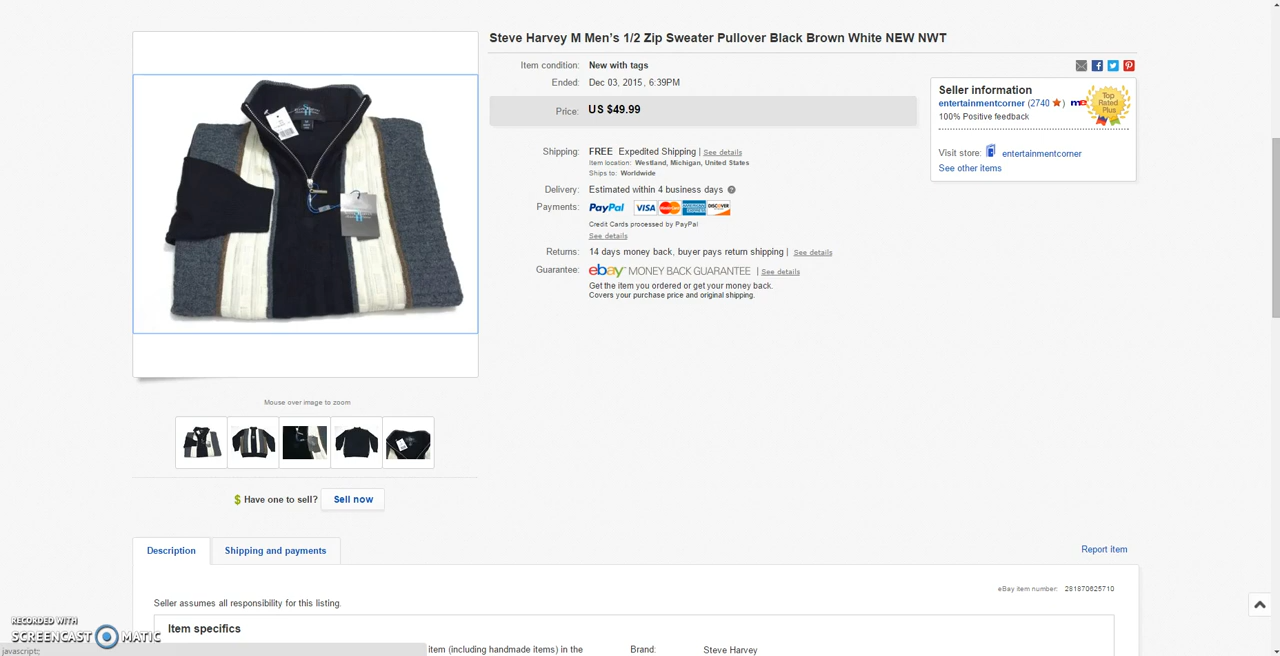 Steve Harvey M Men's 1/2 Zip Sweater Pullover Black Brown White NEW NWT
Item condition: New with tags
Ended: Dec 03, 2015 , 6:39PM
Price: US $49.99
Shipping: FREE Expedited Shipping | See details
Item location: Westland, Michigan, United States
Ships to: Worldwide
Delivery: Estimated within 4 business days
Payments: PayPal VISA MasterCard AMERICAN EXPRESS DISCOVER
Credit Cards processed by PayPal
See details
Returns: 14 days money back, buyer pays return shipping | See details
Guarantee: ebay MONEY BACK GUARANTEE | See details
Get the item you ordered or get your money back.
Covers your purchase price and original shipping.
Seller information
entertainmentcorner (2740 ) me
100% Positive feedback
Top Rated Plus
Visit store: entertainmentcorner
See other items
Mouse over image to zoom
$ Have one to sell? Sell now
Description
Shipping and payments
Report item
eBay item number: 281870625710
Seller assumes all responsibility for this listing.
Item specifics
item (including handmade items) in the
Brand: Steve Harvey
RECORDED WITH
SCREENCAST MATIC
javascript:;